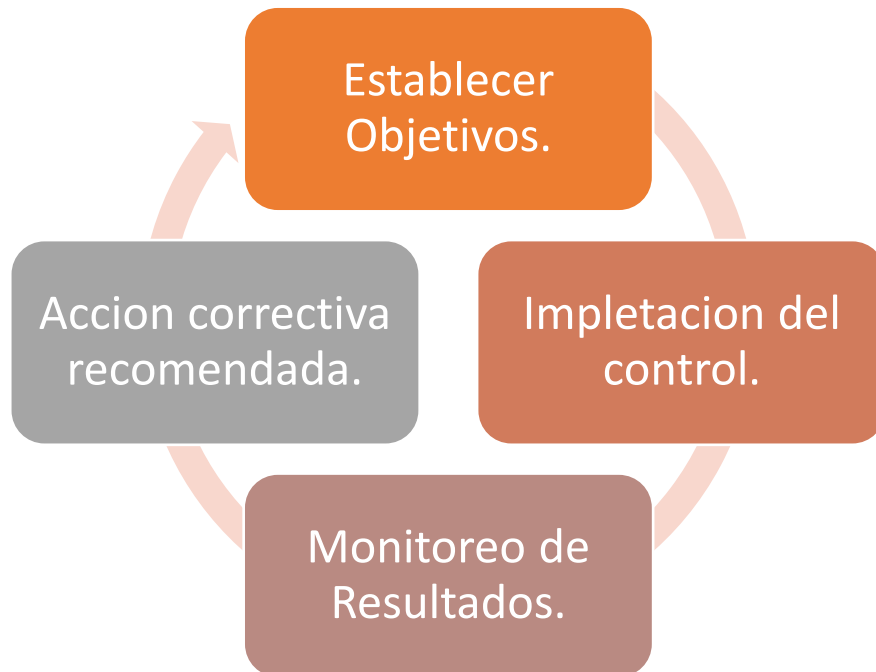 Establecer
Objetivos.
Impletacion del
control.
Monitoreo de
Resultados.
Accion correctiva
recomendada.